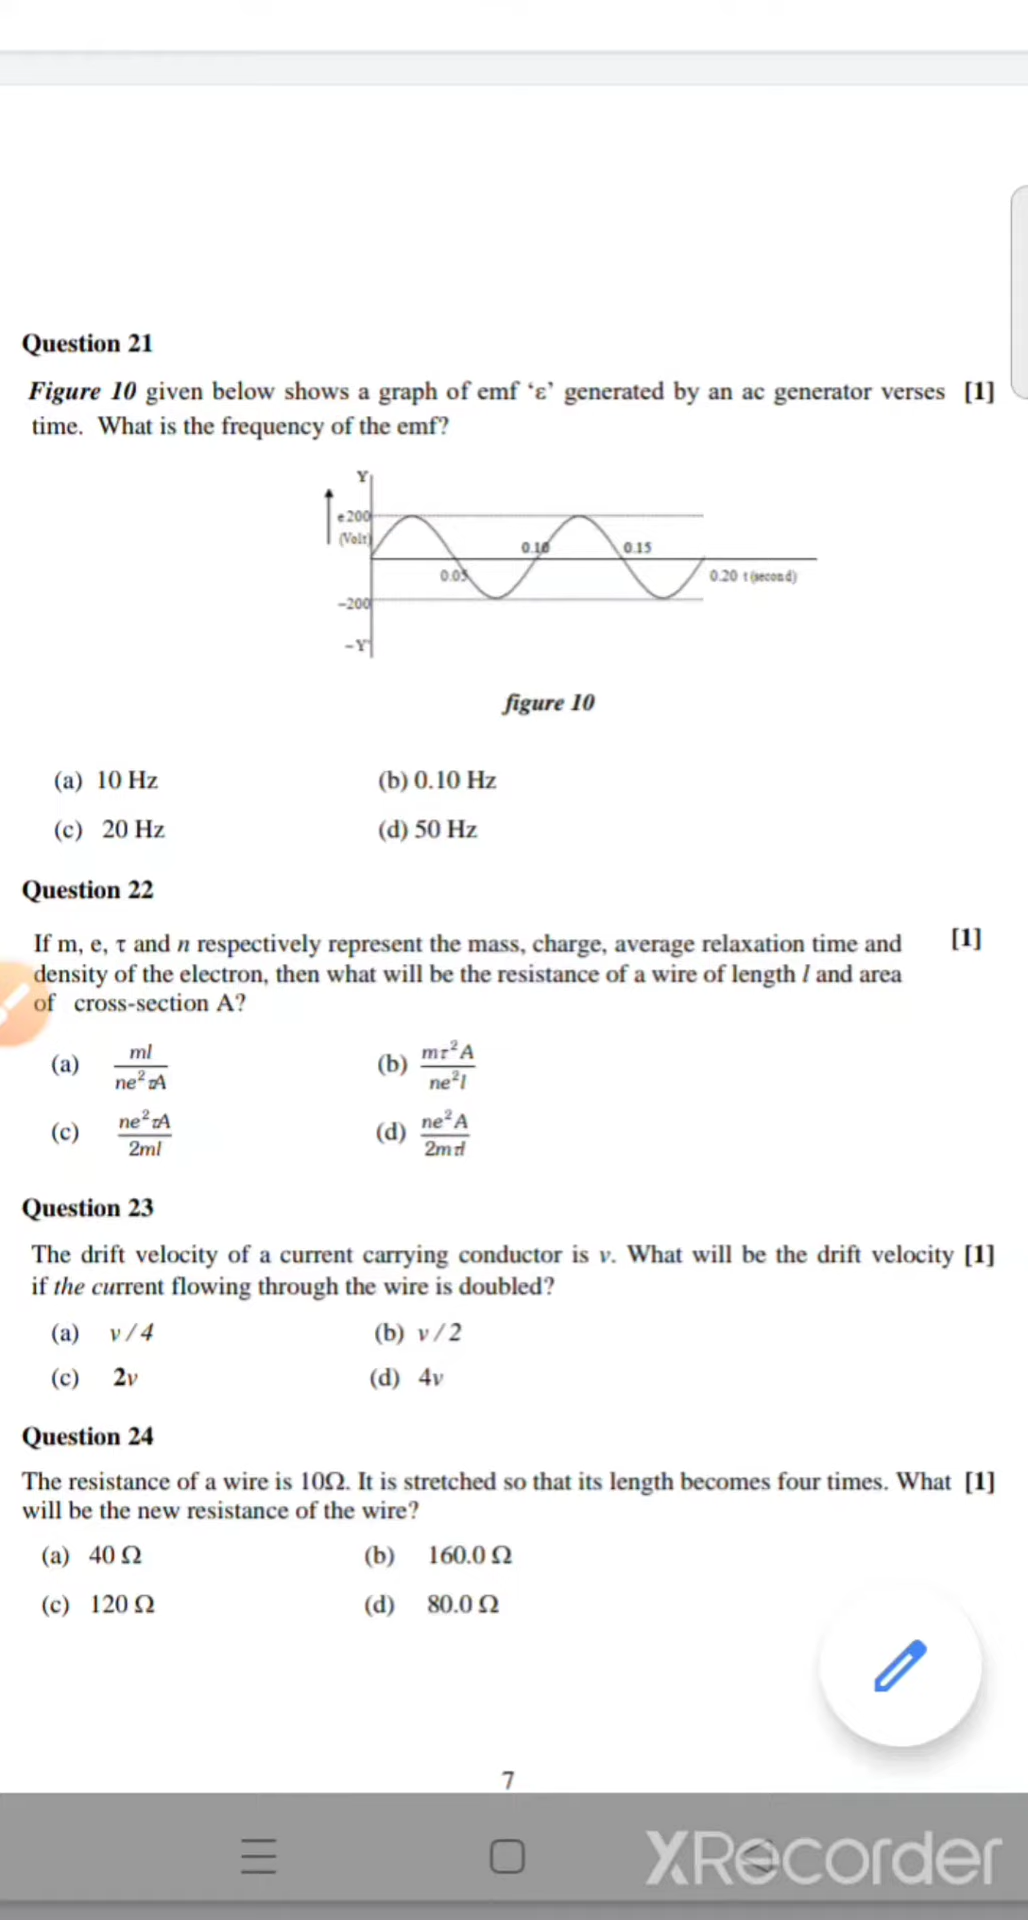 Question 21
Figure 10 given below shows a graph of emf ‘ε’ generated by an ac generator verses [1]
time. What is the frequency of the emf?
Y
e200
(Volt)
0.10
0.15
0.05
0.20 t(second)
-200
-Y'
figure 10
(a) 10 Hz (b) 0.10 Hz
(c) 20 Hz (d) 50 Hz
Question 22
If m, e, τ and n respectively represent the mass, charge, average relaxation time and [1]
density of the electron, then what will be the resistance of a wire of length l and area
of cross-section A?
(a) ml / ne²τA (b) mτ²A / ne²l
(c) ne²τA / 2ml (d) ne²A / 2mτl
Question 23
The drift velocity of a current carrying conductor is v. What will be the drift velocity [1]
if the current flowing through the wire is doubled?
(a) v / 4 (b) v / 2
(c) 2v (d) 4v
Question 24
The resistance of a wire is 10Ω. It is stretched so that its length becomes four times. What [1]
will be the new resistance of the wire?
(a) 40 Ω (b) 160.0 Ω
(c) 120 Ω (d) 80.0 Ω
7
XRecorder